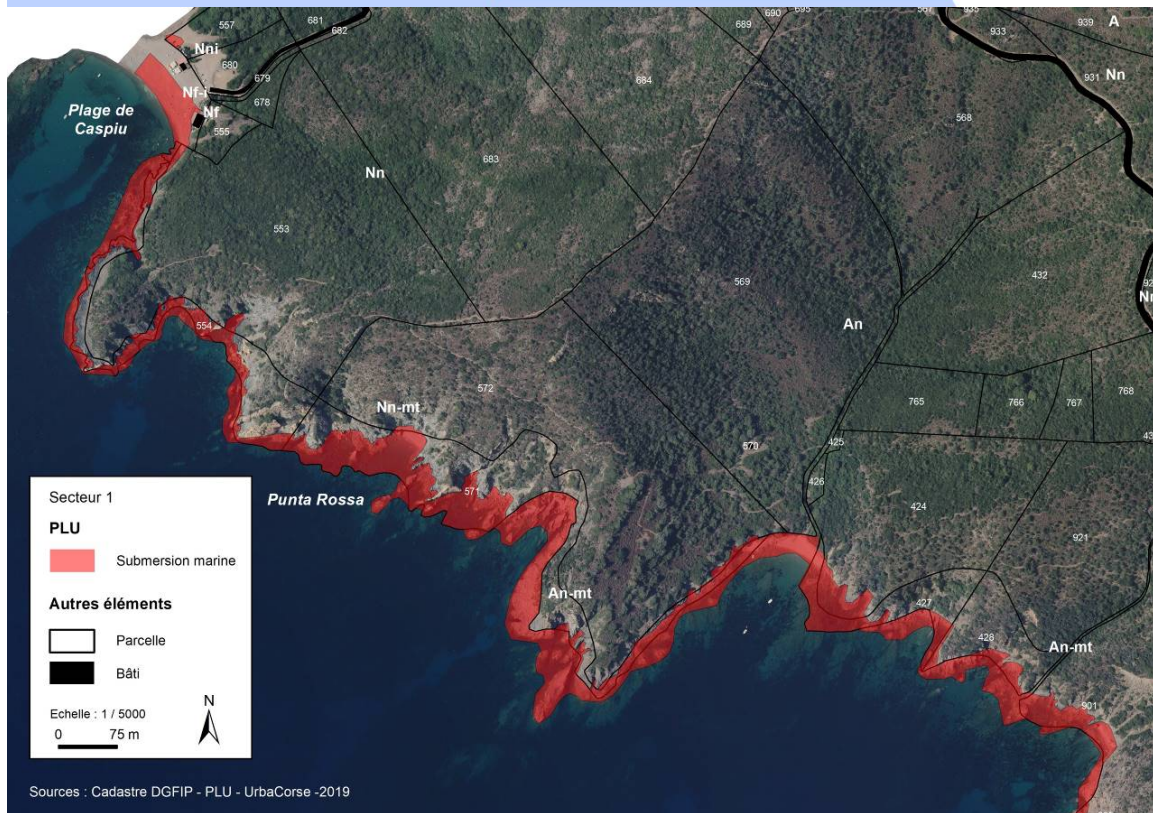 557
681
682
689
690
695
567
935
933
939
A
Nni
680
679
Nn
931
Nf-i
684
678
Nf
Plage de
Caspiu
555
568
683
Nn
553
432
569
554
An
572
765
766
767
768
Nn-mt
570
425
426
571
424
Punta Rossa
921
An-mt
427
428
An-mt
901
Secteur 1
PLU
Submersion marine
Autres éléments
Parcelle
Bâti
Echelle : 1 / 5000
N
0 75 m
Sources : Cadastre DGFIP - PLU - UrbaCorse -2019